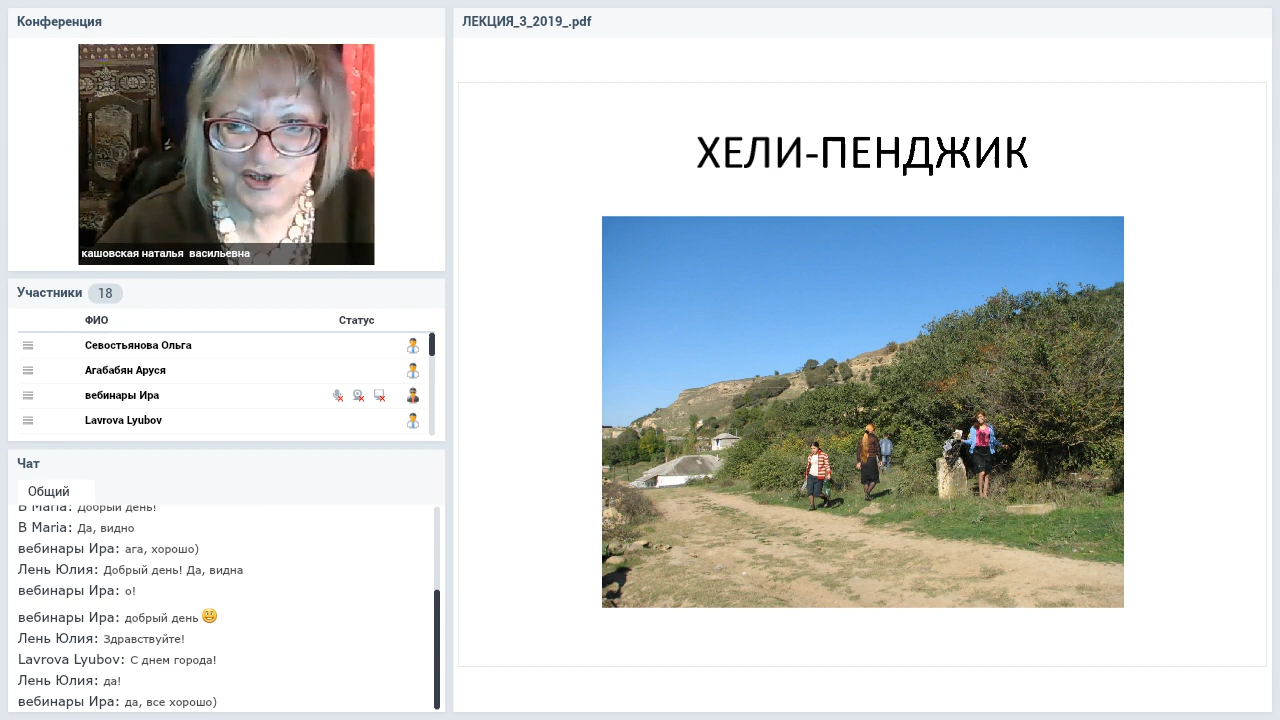 Конференция
кашовская наталья васильевна
Участники 18
ФИО Статус
Севостьянова Ольга
Агабабян Аруся
вебинары Ира
Lavrova Lyubov
Чат
Общий
B Maria: Добрый день!
B Maria: Да, видно
вебинары Ира: ага, хорошо)
Лень Юлия: Добрый день! Да, видна
вебинары Ира: о!
вебинары Ира: добрый день
Лень Юлия: Здравствуйте!
Lavrova Lyubov: С днем города!
Лень Юлия: да!
вебинары Ира: да, все хорошо)
ЛЕКЦИЯ_3_2019_.pdf
ХЕЛИ-ПЕНДЖИК